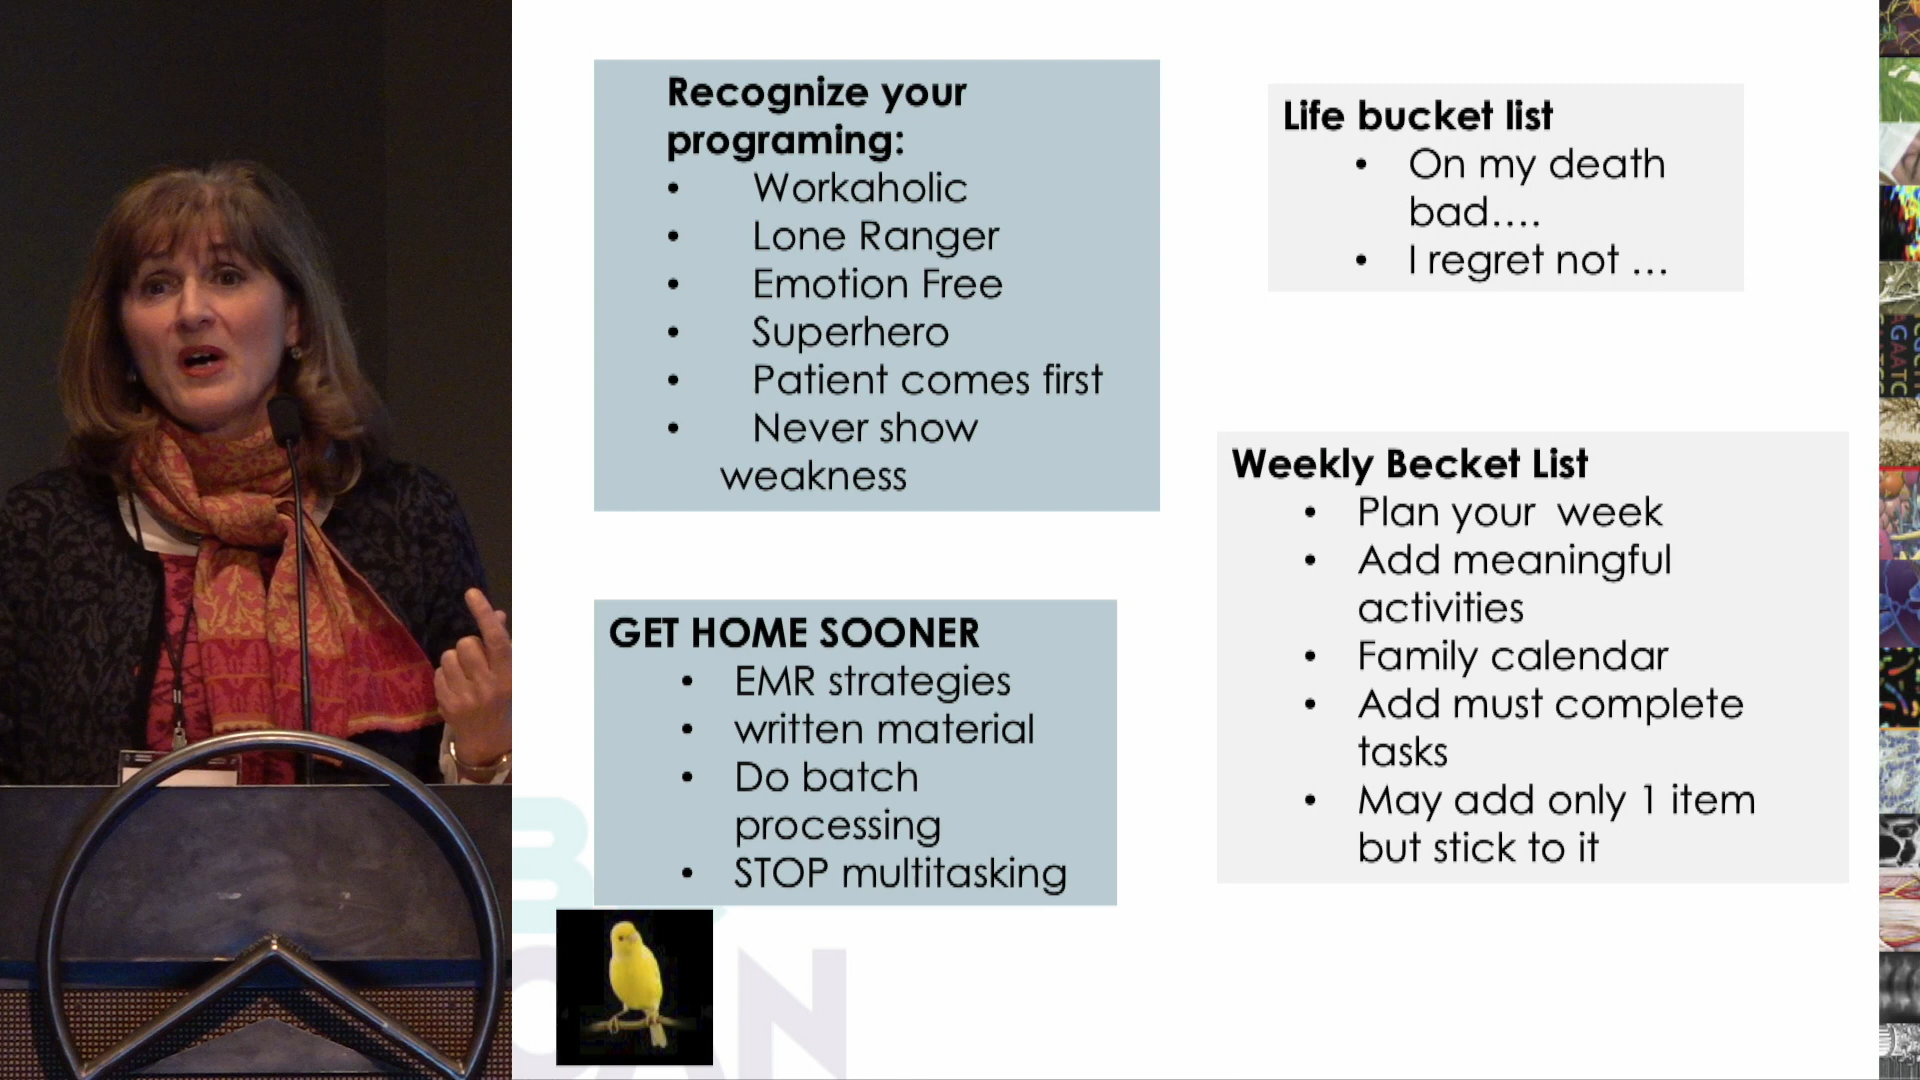 Recognize your
programing:
• Workaholic
• Lone Ranger
• Emotion Free
• Superhero
• Patient comes first
• Never show
weakness
GET HOME SOONER
• EMR strategies
• written material
• Do batch
processing
• STOP multitasking
Life bucket list
• On my death
bad....
• I regret not ...
Weekly Becket List
• Plan your  week
• Add meaningful
activities
• Family calendar
• Add must complete
tasks
• May add only 1 item
but stick to it